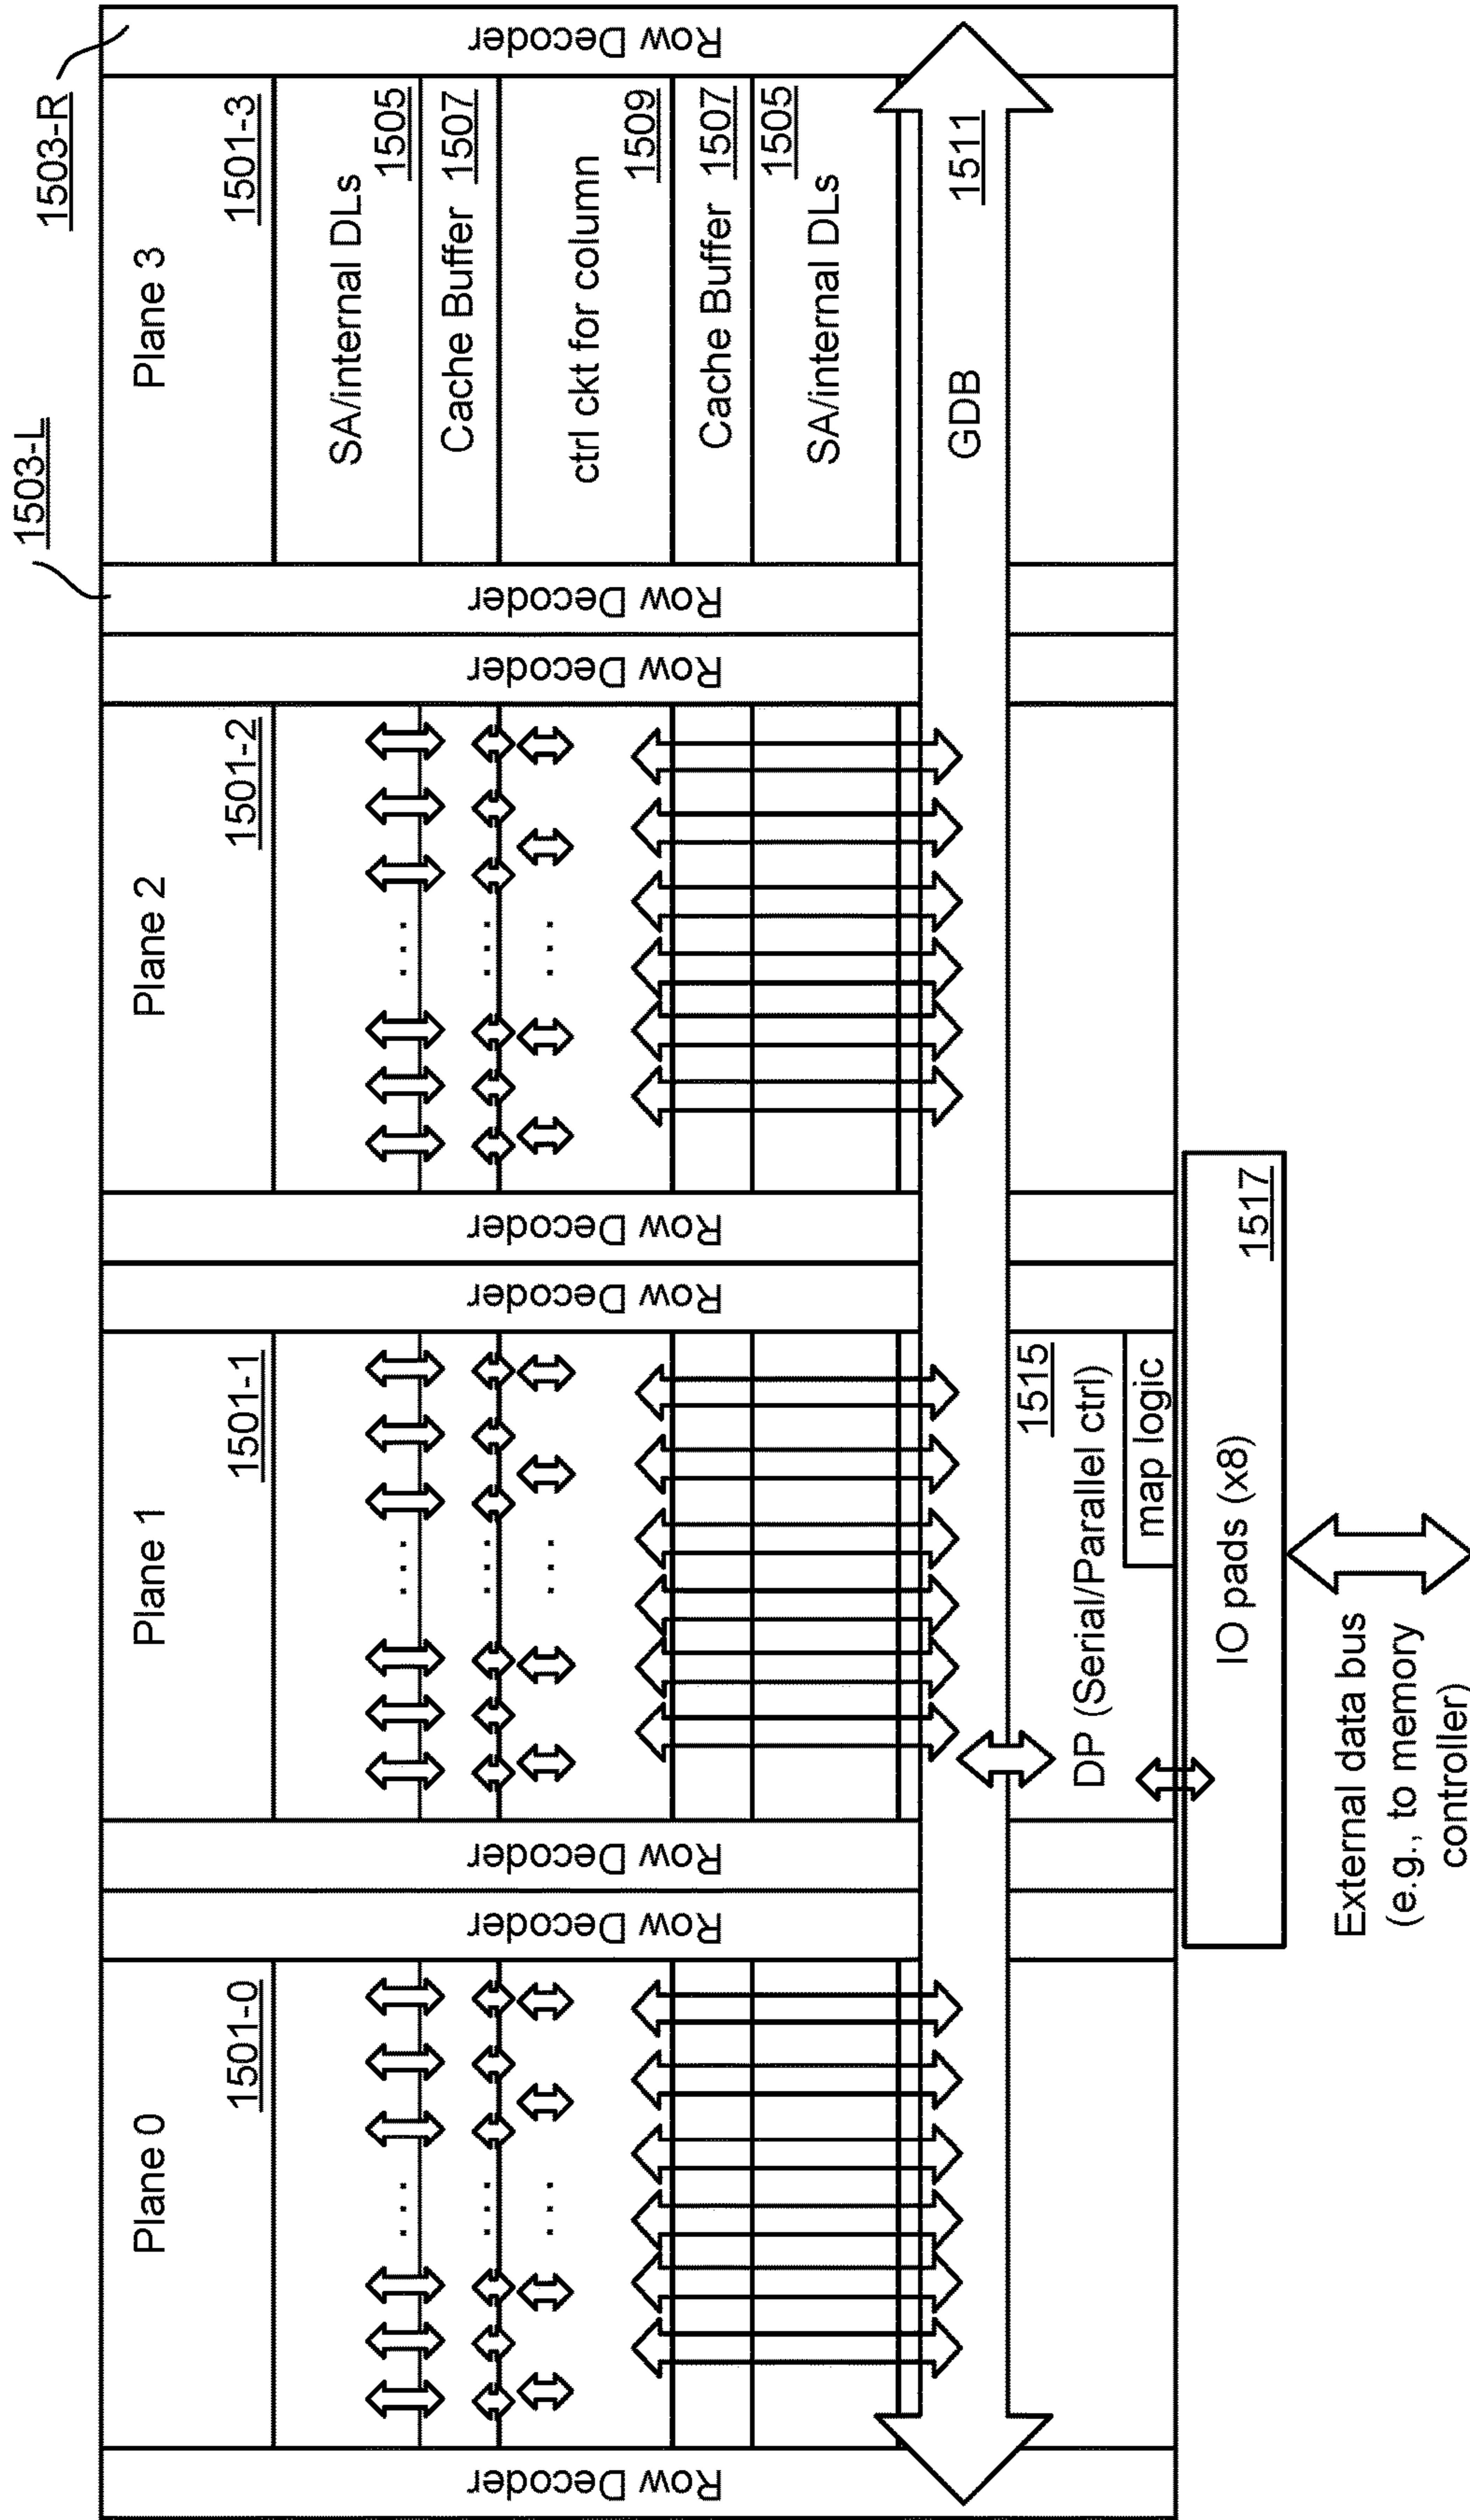 1503-L
1503-R
Row Decoder
Plane 0
1501-0
. . .
. . .
. . .
Row Decoder
Row Decoder
Plane 1
1501-1
. . .
. . .
. . .
Row Decoder
Row Decoder
Plane 2
1501-2
. . .
. . .
. . .
Row Decoder
Row Decoder
Plane 3
1501-3
SA/internal DLs
1505
Cache Buffer 1507
ctrl ckt for column
1509
Cache Buffer 1507
1505
SA/internal DLs
Row Decoder
GDB
1511
1515
DP (Serial/Parallel ctrl)
map logic
IO pads (x8)
1517
External data bus
(e.g., to memory
controller)